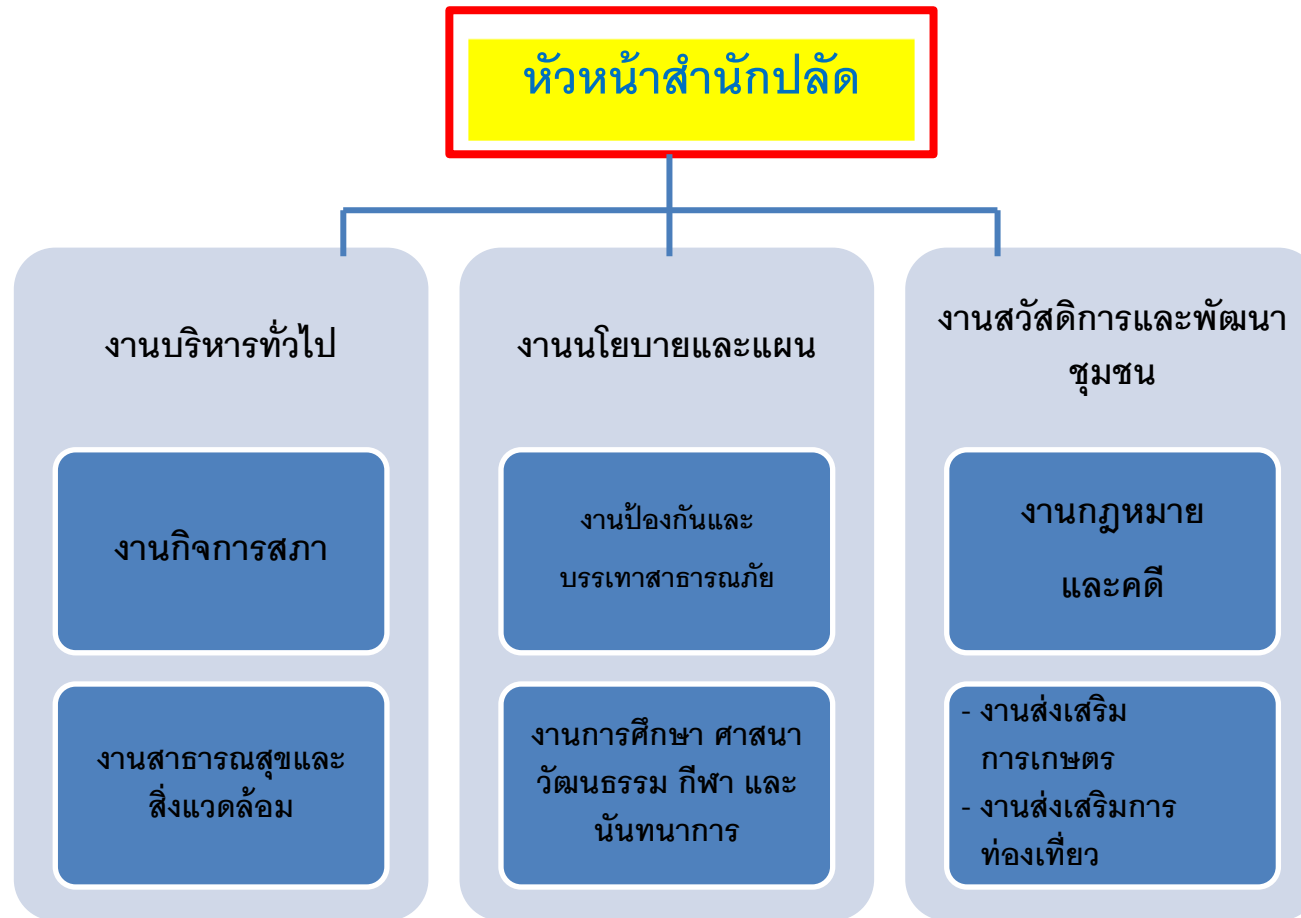 หัวหน้าสำนักปลัด
งานบริหารทั่วไป
งานกิจการสภา
งานสาธารณสุขและ
สิ่งแวดล้อม
งานนโยบายและแผน
งานป้องกันและ
บรรเทาสาธารณภัย
งานการศึกษา ศาสนา
วัฒนธรรม กีฬา และ
นันทนาการ
งานสวัสดิการและพัฒนา
ชุมชน
งานกฎหมาย
และคดี
- งานส่งเสริม
การเกษตร
- งานส่งเสริมการ
ท่องเที่ยว